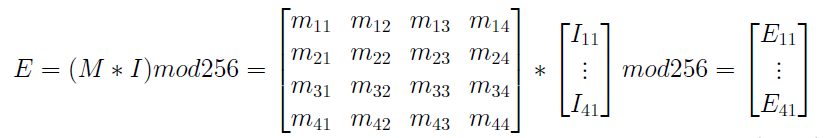 E = (M * I)mod256 = [m₁₁ m₁₂ m₁₃ m₁₄
m₂₁ m₂₂ m₂₃ m₂₄
m₃₁ m₃₂ m₃₃ m₃₄
m₄₁ m₄₂ m₄₃ m₄₄] * [I₁₁ ⋮ I₄₁] mod256 = [E₁₁ ⋮ E₄₁]